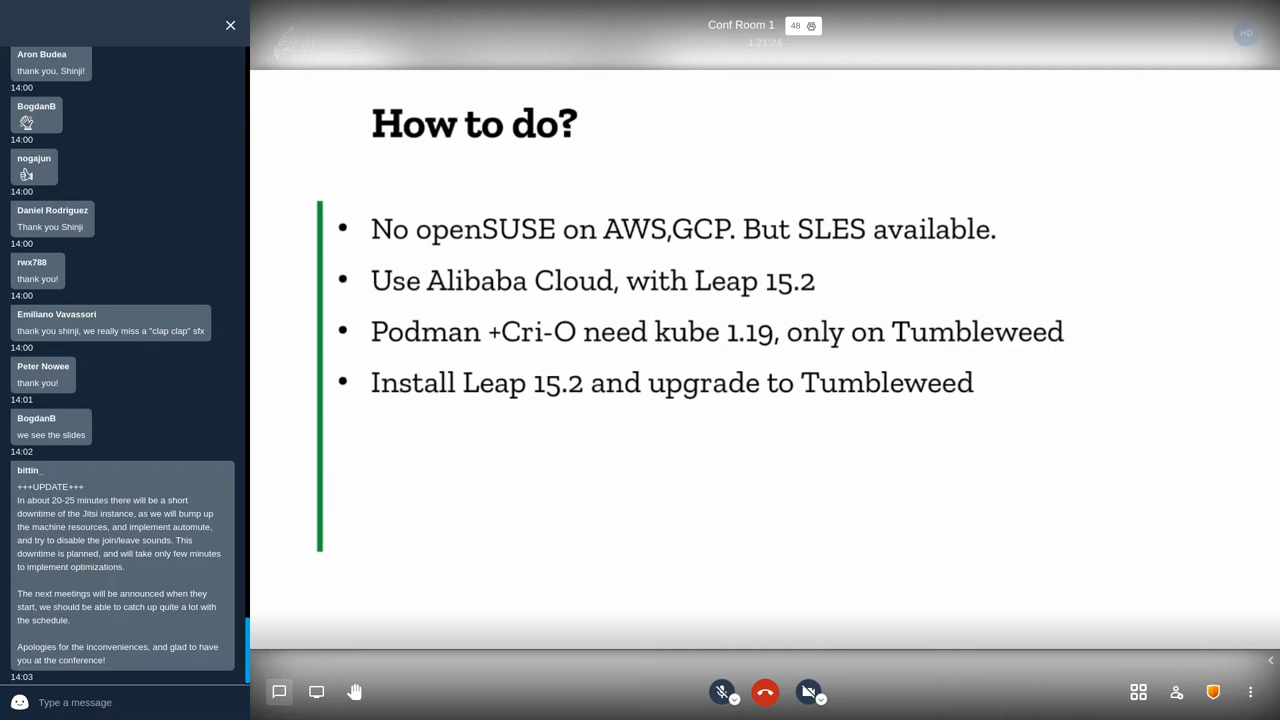 Aron Budea
thank you, Shinji!
14:00
BogdanB
14:00
nogajun
14:00
Daniel Rodriguez
Thank you Shinji
14:00
rwx788
thank you!
14:00
Emiliano Vavassori
thank you shinji, we really miss a "clap clap" sfx
14:00
Peter Nowee
thank you!
14:01
BogdanB
we see the slides
14:02
bittin_
+++UPDATE+++
In about 20-25 minutes there will be a short
downtime of the Jitsi instance, as we will bump up
the machine resources, and implement automute,
and try to disable the join/leave sounds. This
downtime is planned, and will take only few minutes
to implement optimizations.
The next meetings will be announced when they
start, we should be able to catch up quite a lot with
the schedule.
Apologies for the inconveniences, and glad to have
you at the conference!
14:03
Type a message
Conf Room 1
48
HD
How to do?
• No openSUSE on AWS,GCP. But SLES available.
• Use Alibaba Cloud, with Leap 15.2
• Podman +Cri-O need kube 1.19, only on Tumbleweed
• Install Leap 15.2 and upgrade to Tumbleweed